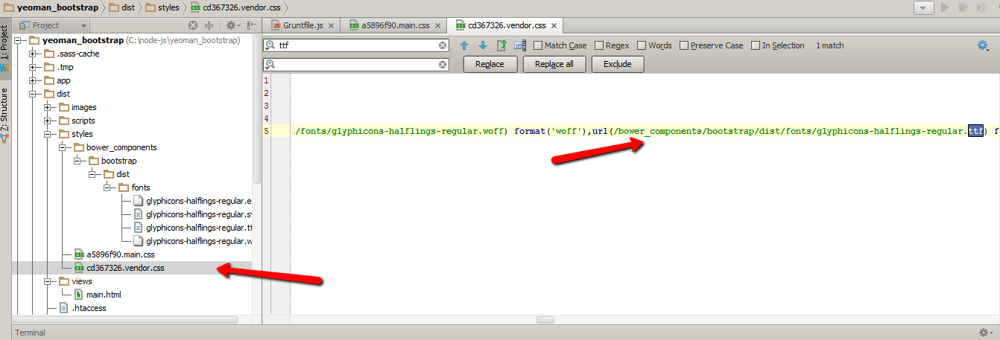 yeoman_bootstrap dist styles cd367326.vendor.css
1: Project
Z: Structure
Project
yeoman_bootstrap (C:\node-js\yeoman_bootstrap)
.sass-cache
.tmp
app
dist
images
scripts
styles
bower_components
bootstrap
dist
fonts
glyphicons-halflings-regular.e
glyphicons-halflings-regular.sv
glyphicons-halflings-regular.tt
glyphicons-halflings-regular.w
a5896f90.main.css
cd367326.vendor.css
views
main.html
.htaccess
Gruntfile.js a5896f90.main.css cd367326.vendor.css
ttf Match Case Regex Words Preserve Case In Selection 1 match
Replace Replace all Exclude
1
2
3
4
5 /fonts/glyphicons-halflings-regular.woff) format('woff'),url(/bower_components/bootstrap/dist/fonts/glyphicons-halflings-regular.ttf) f
Terminal